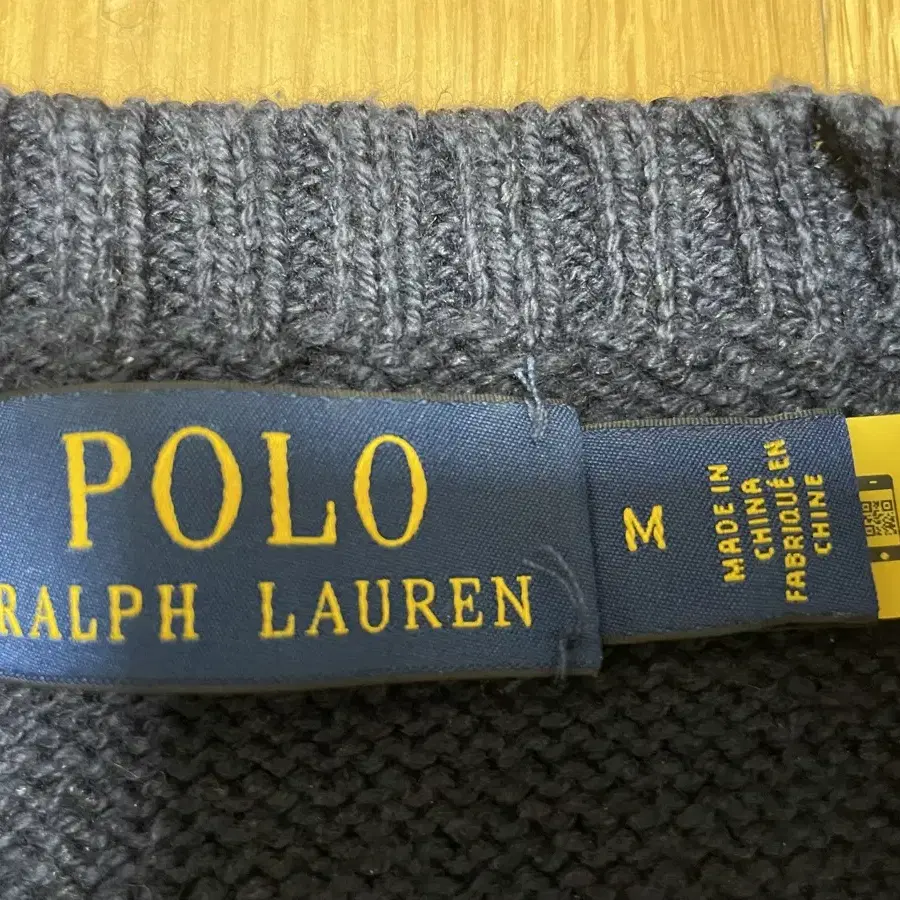 POLO
RALPH LAUREN
M
MADE IN
CHINA
FABRIQUÉ EN
CHINE